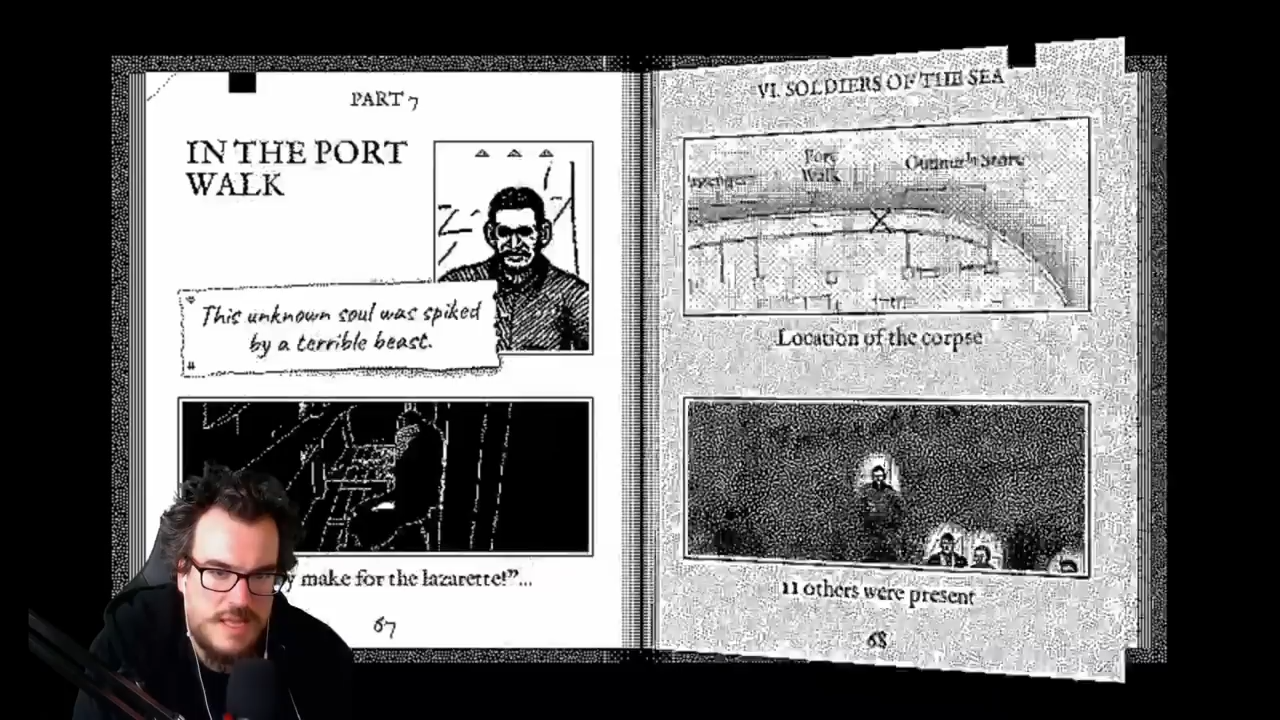 PART 7
IN THE PORT
WALK
This unknown soul was spiked
by a terrible beast.
make for the lazarette!”...
67
VI. SOLDIERS OF THE SEA
Port
Walk
Location of the corpse
11 others were present
68